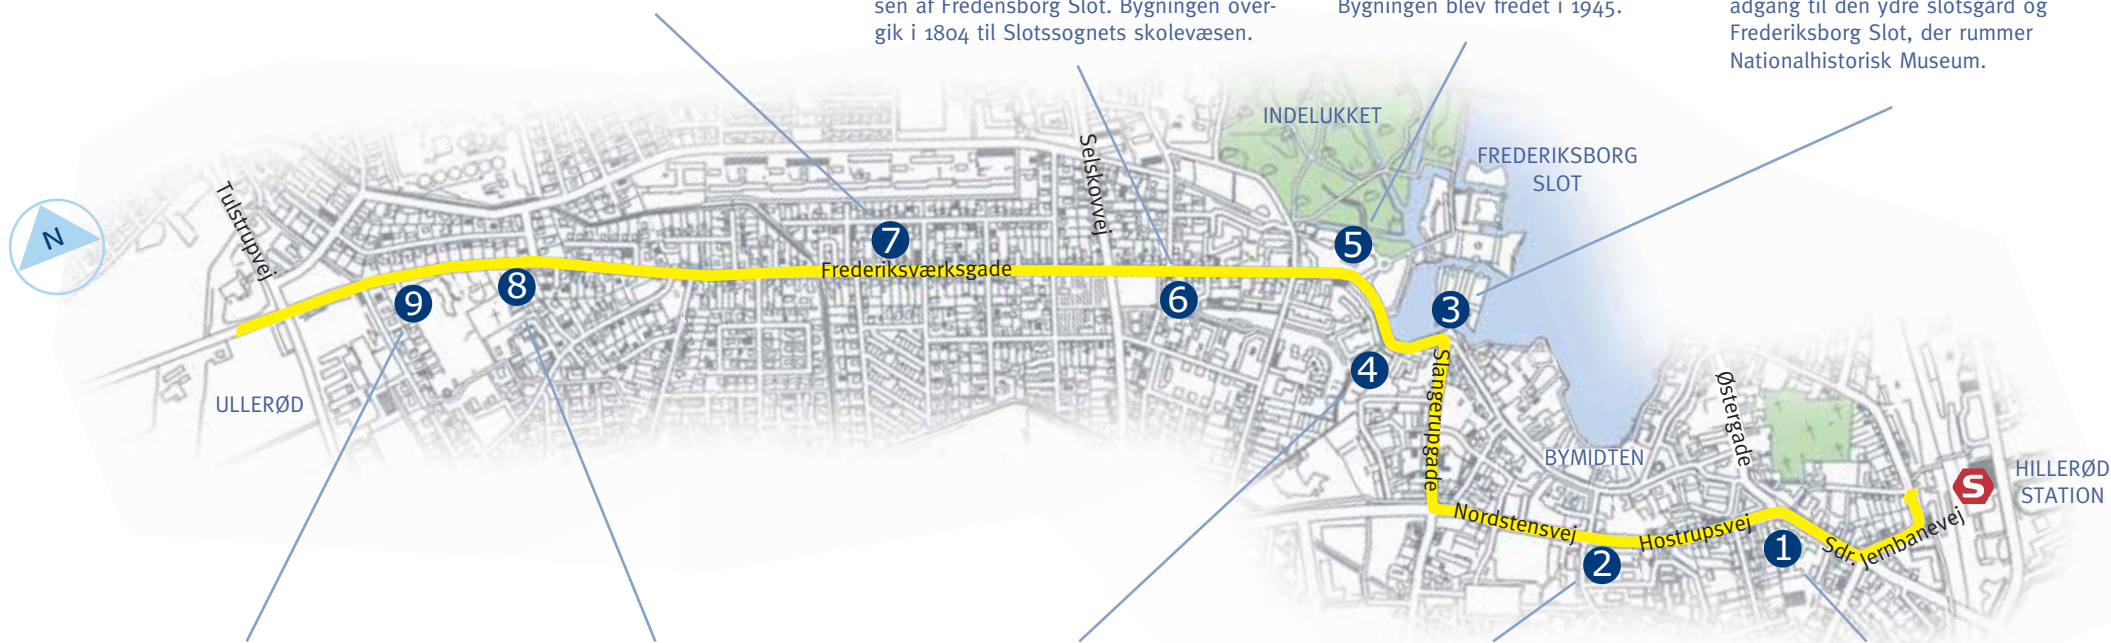 sen af Fredensborg Slot. Bygningen over-
gik i 1804 til Slotssognets skolevæsen.
Bygningen blev fredet i 1945.
adgang til den ydre slotsgård og
Frederiksborg Slot, der rummer
Nationalhistorisk Museum.
INDELUKKET
FREDERIKSBORG
SLOT
Selskovvej
Tulstrupvej
N
7
5
Frederiksværksgade
9
8
6
3
4
ULLERØD
Slangerupgade
Østergade
BYMIDTEN
HILLERØD
STATION
S
Nordstensvej
Hostrupsvej
Sdr. Jernbanevej
2
1